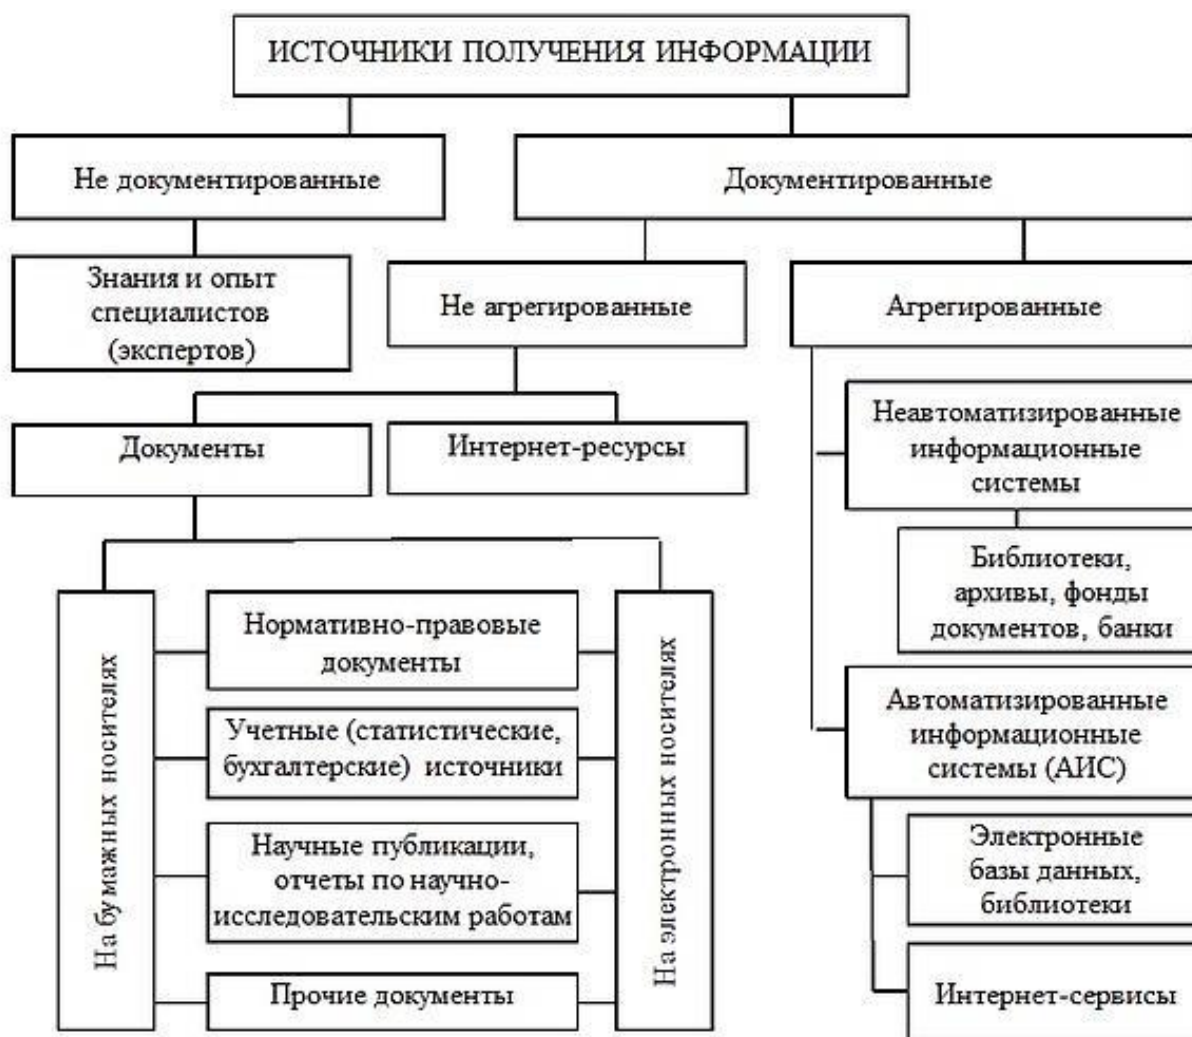 ИСТОЧНИКИ ПОЛУЧЕНИЯ ИНФОРМАЦИИ
Не документированные
Документированные
Знания и опыт
специалистов
(экспертов)
Не агрегированные
Агрегированные
Документы
Интернет-ресурсы
Неавтоматизированные
информационные
системы
Библиотеки,
архивы, фонды
документов, банки
На бумажных носителях
Нормативно-правовые
документы
Учетные (статистические,
бухгалтерские) источники
Научные публикации,
отчеты по научно-
исследовательским работам
Прочие документы
На электронных носителях
Автоматизированные
информационные
системы (АИС)
Электронные
базы данных,
библиотеки
Интернет-сервисы